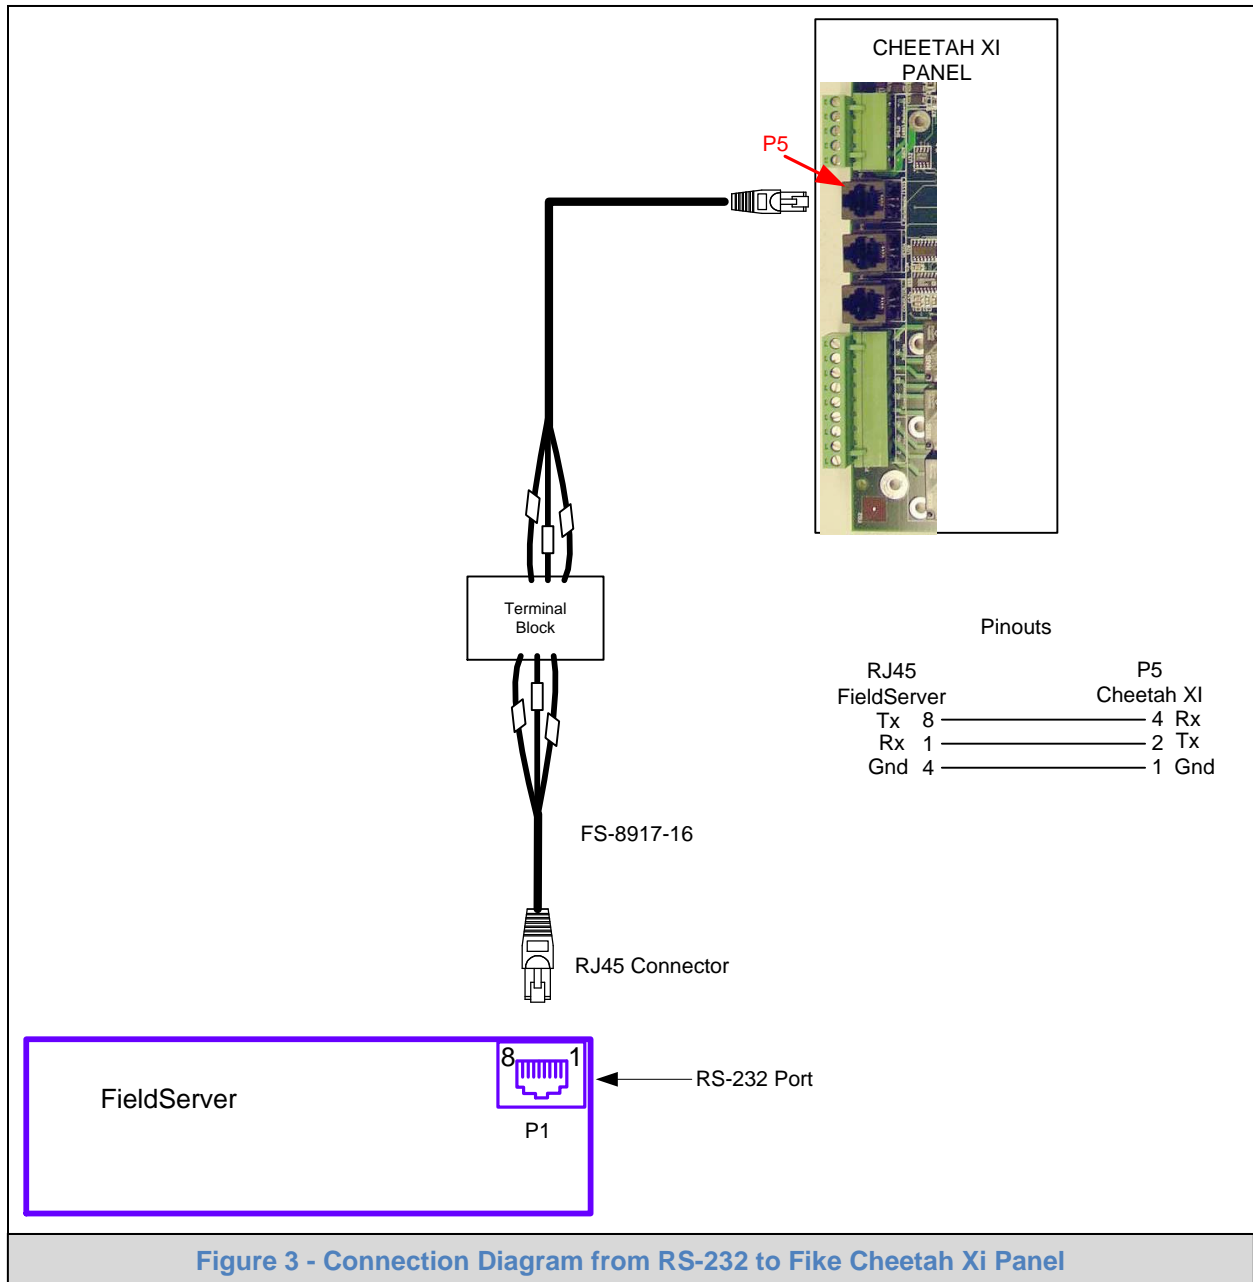 CHEETAH XI
PANEL
P5
Terminal
Block
Pinouts
RJ45
FieldServer
P5
Cheetah XI
Tx 8 4 Rx
Rx 1 2 Tx
Gnd 4 1 Gnd
FS-8917-16
RJ45 Connector
8 1
RS-232 Port
FieldServer
P1
Figure 3 - Connection Diagram from RS-232 to Fike Cheetah Xi Panel